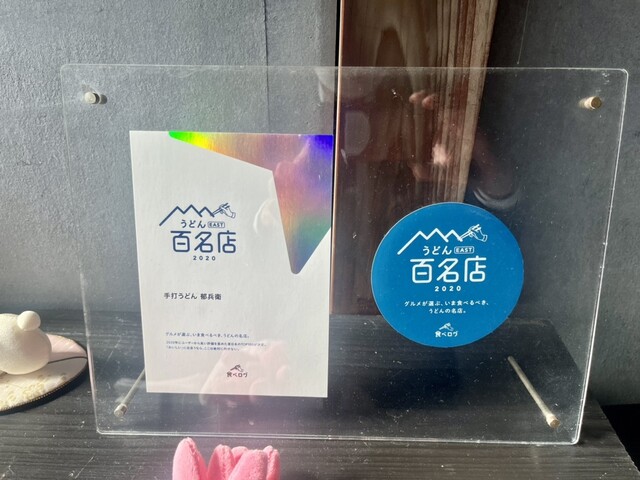 うどん EAST
百名店
2020
手打うどん 郁兵衛
グルメが選ぶ、いま食べるべき、うどんの名店。
食べログ
うどん EAST
百名店
2020
グルメが選ぶ、いま食べるべき、
うどんの名店。
食べログ